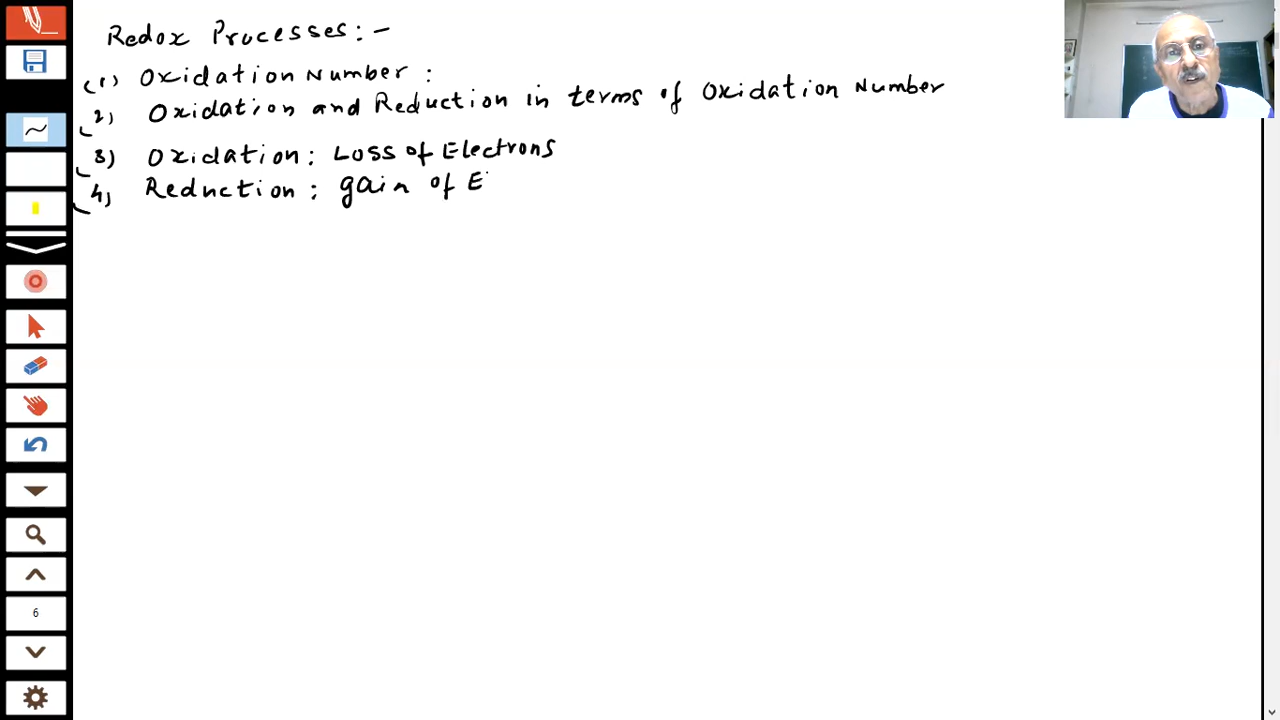 Redox Processes:-
(1) Oxidation Number:
(2) Oxidation and Reduction in terms of Oxidation Number
(3) Oxidation: Loss of Electrons
(4) Reduction: gain of E
6